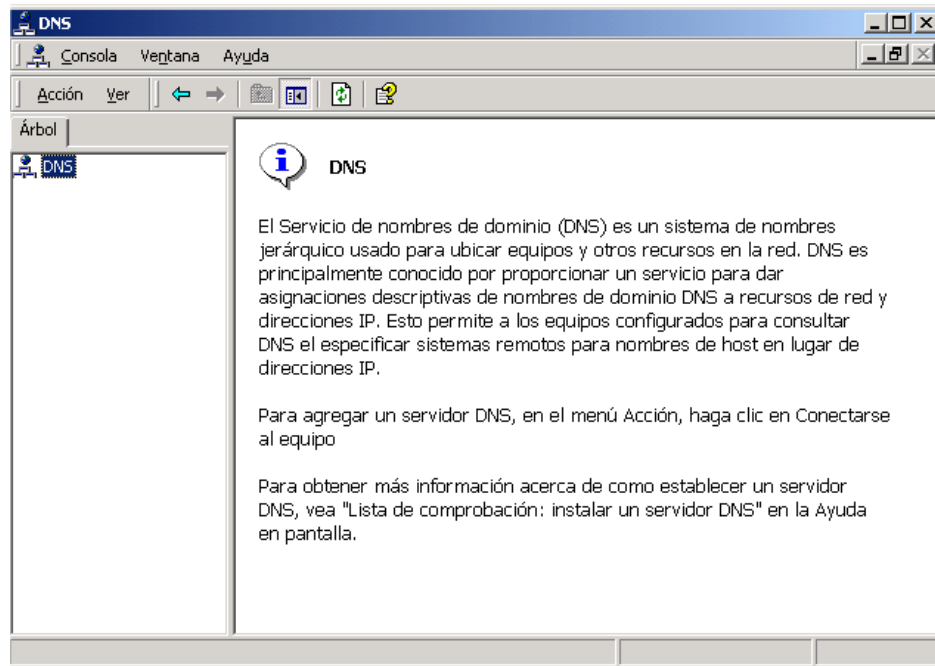 DNS
Consola Ventana Ayuda
Acción Ver
Árbol
DNS
DNS
El Servicio de nombres de dominio (DNS) es un sistema de nombres
jerárquico usado para ubicar equipos y otros recursos en la red. DNS es
principalmente conocido por proporcionar un servicio para dar
asignaciones descriptivas de nombres de dominio DNS a recursos de red y
direcciones IP. Esto permite a los equipos configurados para consultar
DNS el especificar sistemas remotos para nombres de host en lugar de
direcciones IP.
Para agregar un servidor DNS, en el menú Acción, haga clic en Conectarse
al equipo
Para obtener más información acerca de como establecer un servidor
DNS, vea "Lista de comprobación: instalar un servidor DNS" en la Ayuda
en pantalla.